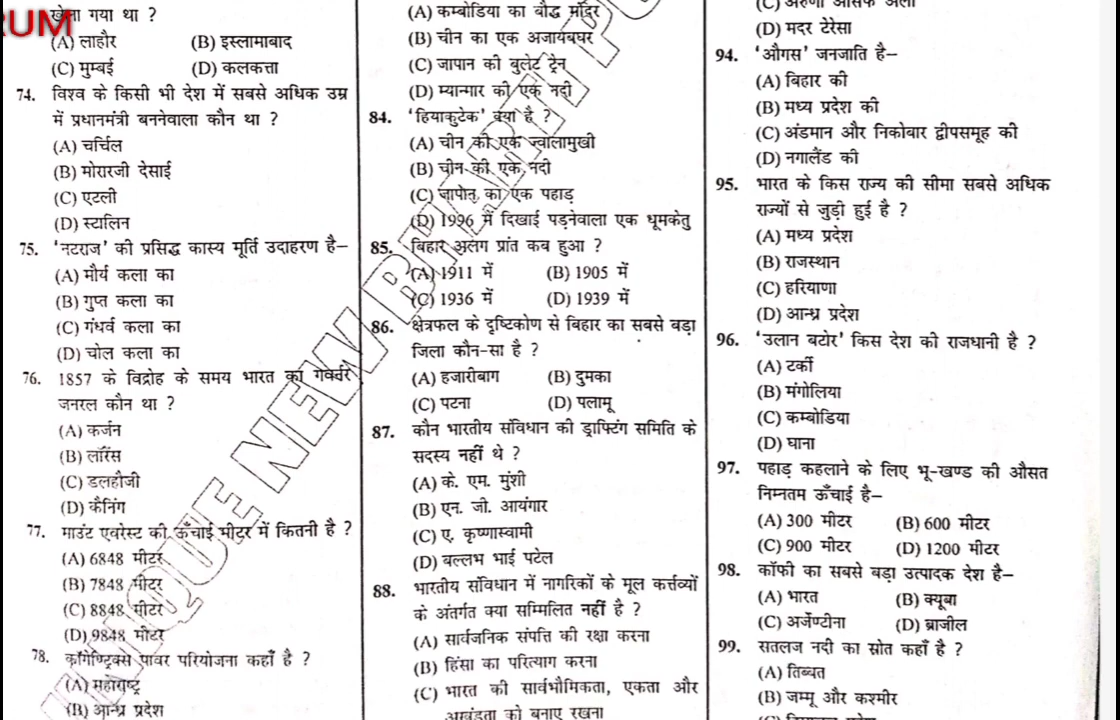 RUM
खेला गया था ?
(A) लाहौर (B) इस्लामाबाद
(C) मुम्बई (D) कलकत्ता
74. विश्व के किसी भी देश में सबसे अधिक उम्र
में प्रधानमंत्री बननेवाला कौन था ?
(A) चर्चिल
(B) मोरारजी देसाई
(C) एटली
(D) स्टालिन
75. 'नटराज' की प्रसिद्ध कास्य मूर्ति उदाहरण है–
(A) मौर्य कला का
(B) गुप्त कला का
(C) गंधर्व कला का
(D) चोल कला का
76. 1857 के विद्रोह के समय भारत का गवर्नर
जनरल कौन था ?
(A) कर्जन
(B) लॉरेंस
(C) डलहौजी
(D) कैनिंग
77. माउंट एवरेस्ट की ऊँचाई मीटर में कितनी है ?
(A) 6848 मीटर
(B) 7848 मीटर
(C) 8848 मीटर
(D) 9848 मीटर
78. कॉगेण्ट्रिक्स पावर परियोजना कहाँ है ?
(A) महाराष्ट्र
(B) आन्ध्र प्रदेश
(A) कम्बोडिया का बौद्ध मंदिर
(B) चीन का एक अजायबघर
(C) जापान की बुलेट ट्रेन
(D) म्यान्मार की एक नदी
84. 'हियाकुटेक' क्या है ?
(A) चीन की एक ज्वालामुखी
(B) चीन की एक नदी
(C) जापान का एक पहाड़
(D) 1996 में दिखाई पड़नेवाला एक धूमकेतु
85. बिहार अलग प्रांत कब हुआ ?
(A) 1911 में (B) 1905 में
(C) 1936 में (D) 1939 में
86. क्षेत्रफल के दृष्टिकोण से बिहार का सबसे बड़ा
जिला कौन-सा है ?
(A) हजारीबाग (B) दुमका
(C) पटना (D) पलामू
87. कौन भारतीय संविधान की ड्राफ्टिंग समिति के
सदस्य नहीं थे ?
(A) के. एम. मुंशी
(B) एन. जी. आयंगार
(C) ए. कृष्णास्वामी
(D) बल्लभ भाई पटेल
88. भारतीय संविधान में नागरिकों के मूल कर्त्तव्यों
के अंतर्गत क्या सम्मिलित नहीं है ?
(A) सार्वजनिक संपत्ति की रक्षा करना
(B) हिंसा का परित्याग करना
(C) भारत की सार्वभौमिकता, एकता और
अखंडता को बनाए रखना
(C) अरुणा आसफ अली
(D) मदर टेरेसा
94. 'औगस' जनजाति है–
(A) बिहार की
(B) मध्य प्रदेश की
(C) अंडमान और निकोबार द्वीपसमूह की
(D) नगालैंड की
95. भारत के किस राज्य की सीमा सबसे अधिक
राज्यों से जुड़ी हुई है ?
(A) मध्य प्रदेश
(B) राजस्थान
(C) हरियाणा
(D) आन्ध्र प्रदेश
96. 'उलान बटोर' किस देश की राजधानी है ?
(A) टर्की
(B) मंगोलिया
(C) कम्बोडिया
(D) घाना
97. पहाड़ कहलाने के लिए भू-खण्ड की औसत
निम्नतम ऊँचाई है–
(A) 300 मीटर (B) 600 मीटर
(C) 900 मीटर (D) 1200 मीटर
98. कॉफी का सबसे बड़ा उत्पादक देश है–
(A) भारत (B) क्यूबा
(C) अर्जेण्टीना (D) ब्राजील
99. सतलज नदी का स्रोत कहाँ है ?
(A) तिब्बत
(B) जम्मू और कश्मीर